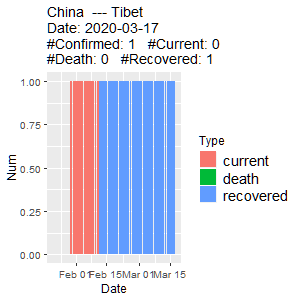 China  --- Tibet
Date: 2020-03-17
#Confirmed: 1   #Current: 0
#Death: 0   #Recovered: 1
1.00
0.75
0.50
0.25
0.00
Num
Feb 01 Feb 15 Mar 01 Mar 15
Date
Type
current
death
recovered